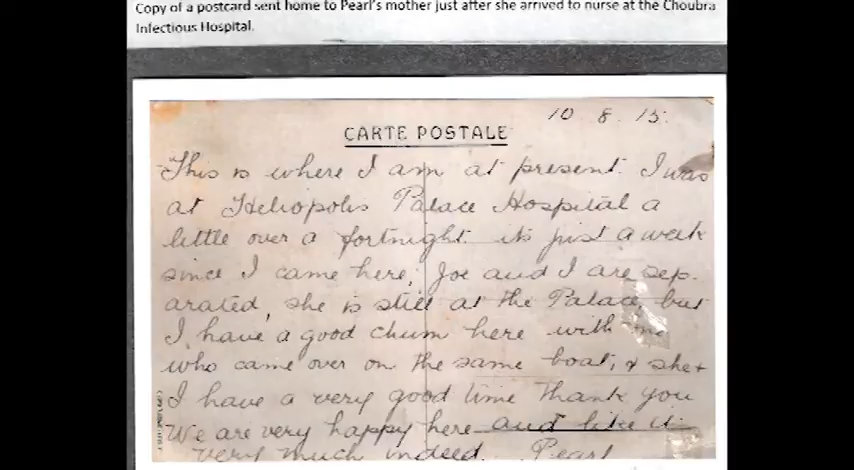 Copy of a postcard sent home to Pearl's mother just after she arrived to nurse at the Choubra
Infectious Hospital.
10 8. 15.
CARTE POSTALE
This is where I am at present. I was
at Heliopolis Palace Hospital a
little over a fortnight. its just a week
since I came here, Joe and I are sep-
arated, she is still at the Palace but
I have a good chum here with me
who came over on the same boat, & she +
I have a very good time Thank you
We are very happy here and like it
very much indeed. Pearl